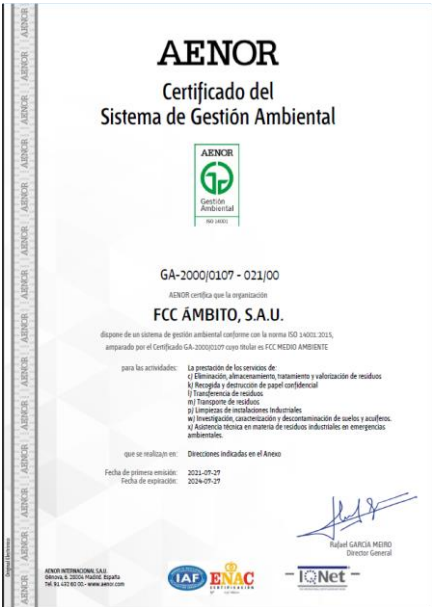 AENOR
Certificado del
Sistema de Gestión Ambiental
AENOR
Gestión
Ambiental
ISO 14001
GA-2000/0107 - 021/00
AENOR certifica que la organización
FCC ÁMBITO, S.A.U.
dispone de un sistema de gestión ambiental conforme con la norma ISO 14001:2015,
amparado por el Certificado GA-2000/0107 cuyo titular es FCC MEDIO AMBIENTE
para las actividades: La prestación de los servicios de:
c) Eliminación, almacenamiento, tratamiento y valorización de residuos
k) Recogida y destrucción de papel confidencial
l) Transferencia de residuos
m) Transporte de residuos
p) Limpiezas de instalaciones Industriales
w) Investigación, caracterización y descontaminación de suelos y acuíferos.
x) Asistencia técnica en materia de residuos industriales en emergencias
ambientales.
que se realiza/n en: Direcciones indicadas en el Anexo
Fecha de primera emisión: 2021-07-27
Fecha de expiración: 2024-07-27
Rafael GARCÍA MEIRO
Director General
Original Electrónico
AENOR INTERNACIONAL S.A.U.
Génova, 6. 28004 Madrid. España
Tel. 91 432 60 00.- www.aenor.com
IAF
ENAC
CERTIFICACIÓN
IQNet